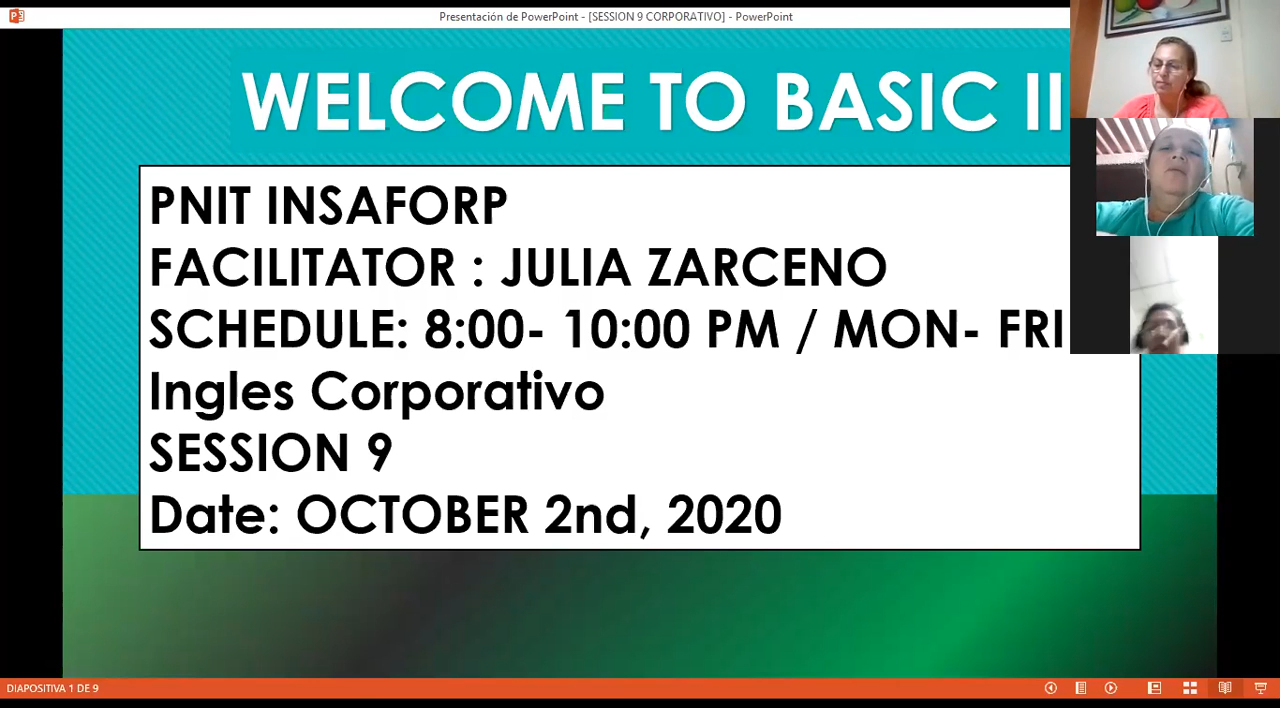 Presentación de PowerPoint - [SESSION 9 CORPORATIVO] - PowerPoint
WELCOME TO BASIC II
PNIT INSAFORP
FACILITATOR : JULIA ZARCENO
SCHEDULE: 8:00- 10:00 PM / MON- FRI
Ingles Corporativo
SESSION 9
Date: OCTOBER 2nd, 2020
DIAPOSITIVA 1 DE 9